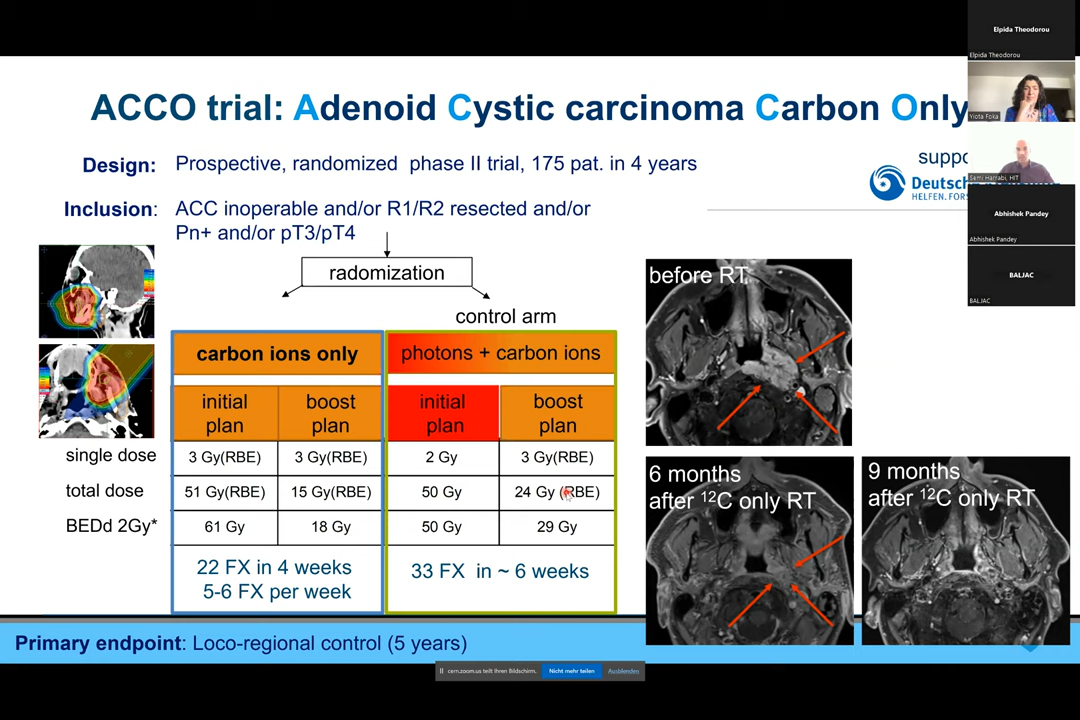 ACCO trial: Adenoid Cystic carcinoma Carbon Only
Design: Prospective, randomized phase II trial, 175 pat. in 4 years
Inclusion: ACC inoperable and/or R1/R2 resected and/or
Pn+ and/or pT3/pT4
radomization
control arm
carbon ions only
photons + carbon ions
initial plan
boost plan
initial plan
boost plan
single dose 3 Gy(RBE) 3 Gy(RBE) 2 Gy 3 Gy(RBE)
total dose 51 Gy(RBE) 15 Gy(RBE) 50 Gy 24 Gy (RBE)
BEDd 2Gy* 61 Gy 18 Gy 50 Gy 29 Gy
22 FX in 4 weeks
5-6 FX per week
33 FX in ~ 6 weeks
Primary endpoint: Loco-regional control (5 years)
suppo
Deutsch
HELFEN. FORS
before RT
6 months
after ¹²C only RT
9 months
after ¹²C only RT
Elpida Theodorou
Elpida Theodorou
Yiota Foka
Semi Harrabi, HIT
Abhishek Pandey
Abhishek Pandey
BALJAC
BALJAC
cern.zoom.us teilt Ihren Bildschirm.
Nicht mehr teilen
Ausblenden